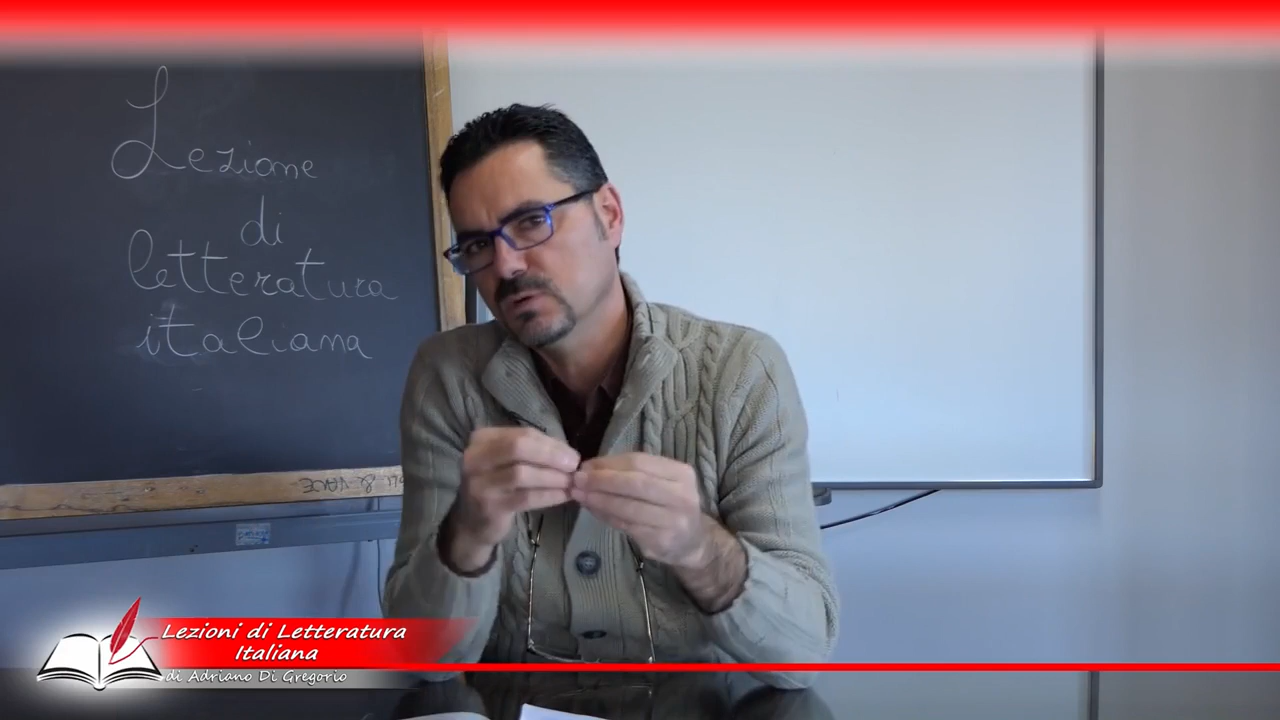 Lezione
di
letteratura
italiana
Lezioni di Letteratura
Italiana
di Adriano Di Gregorio